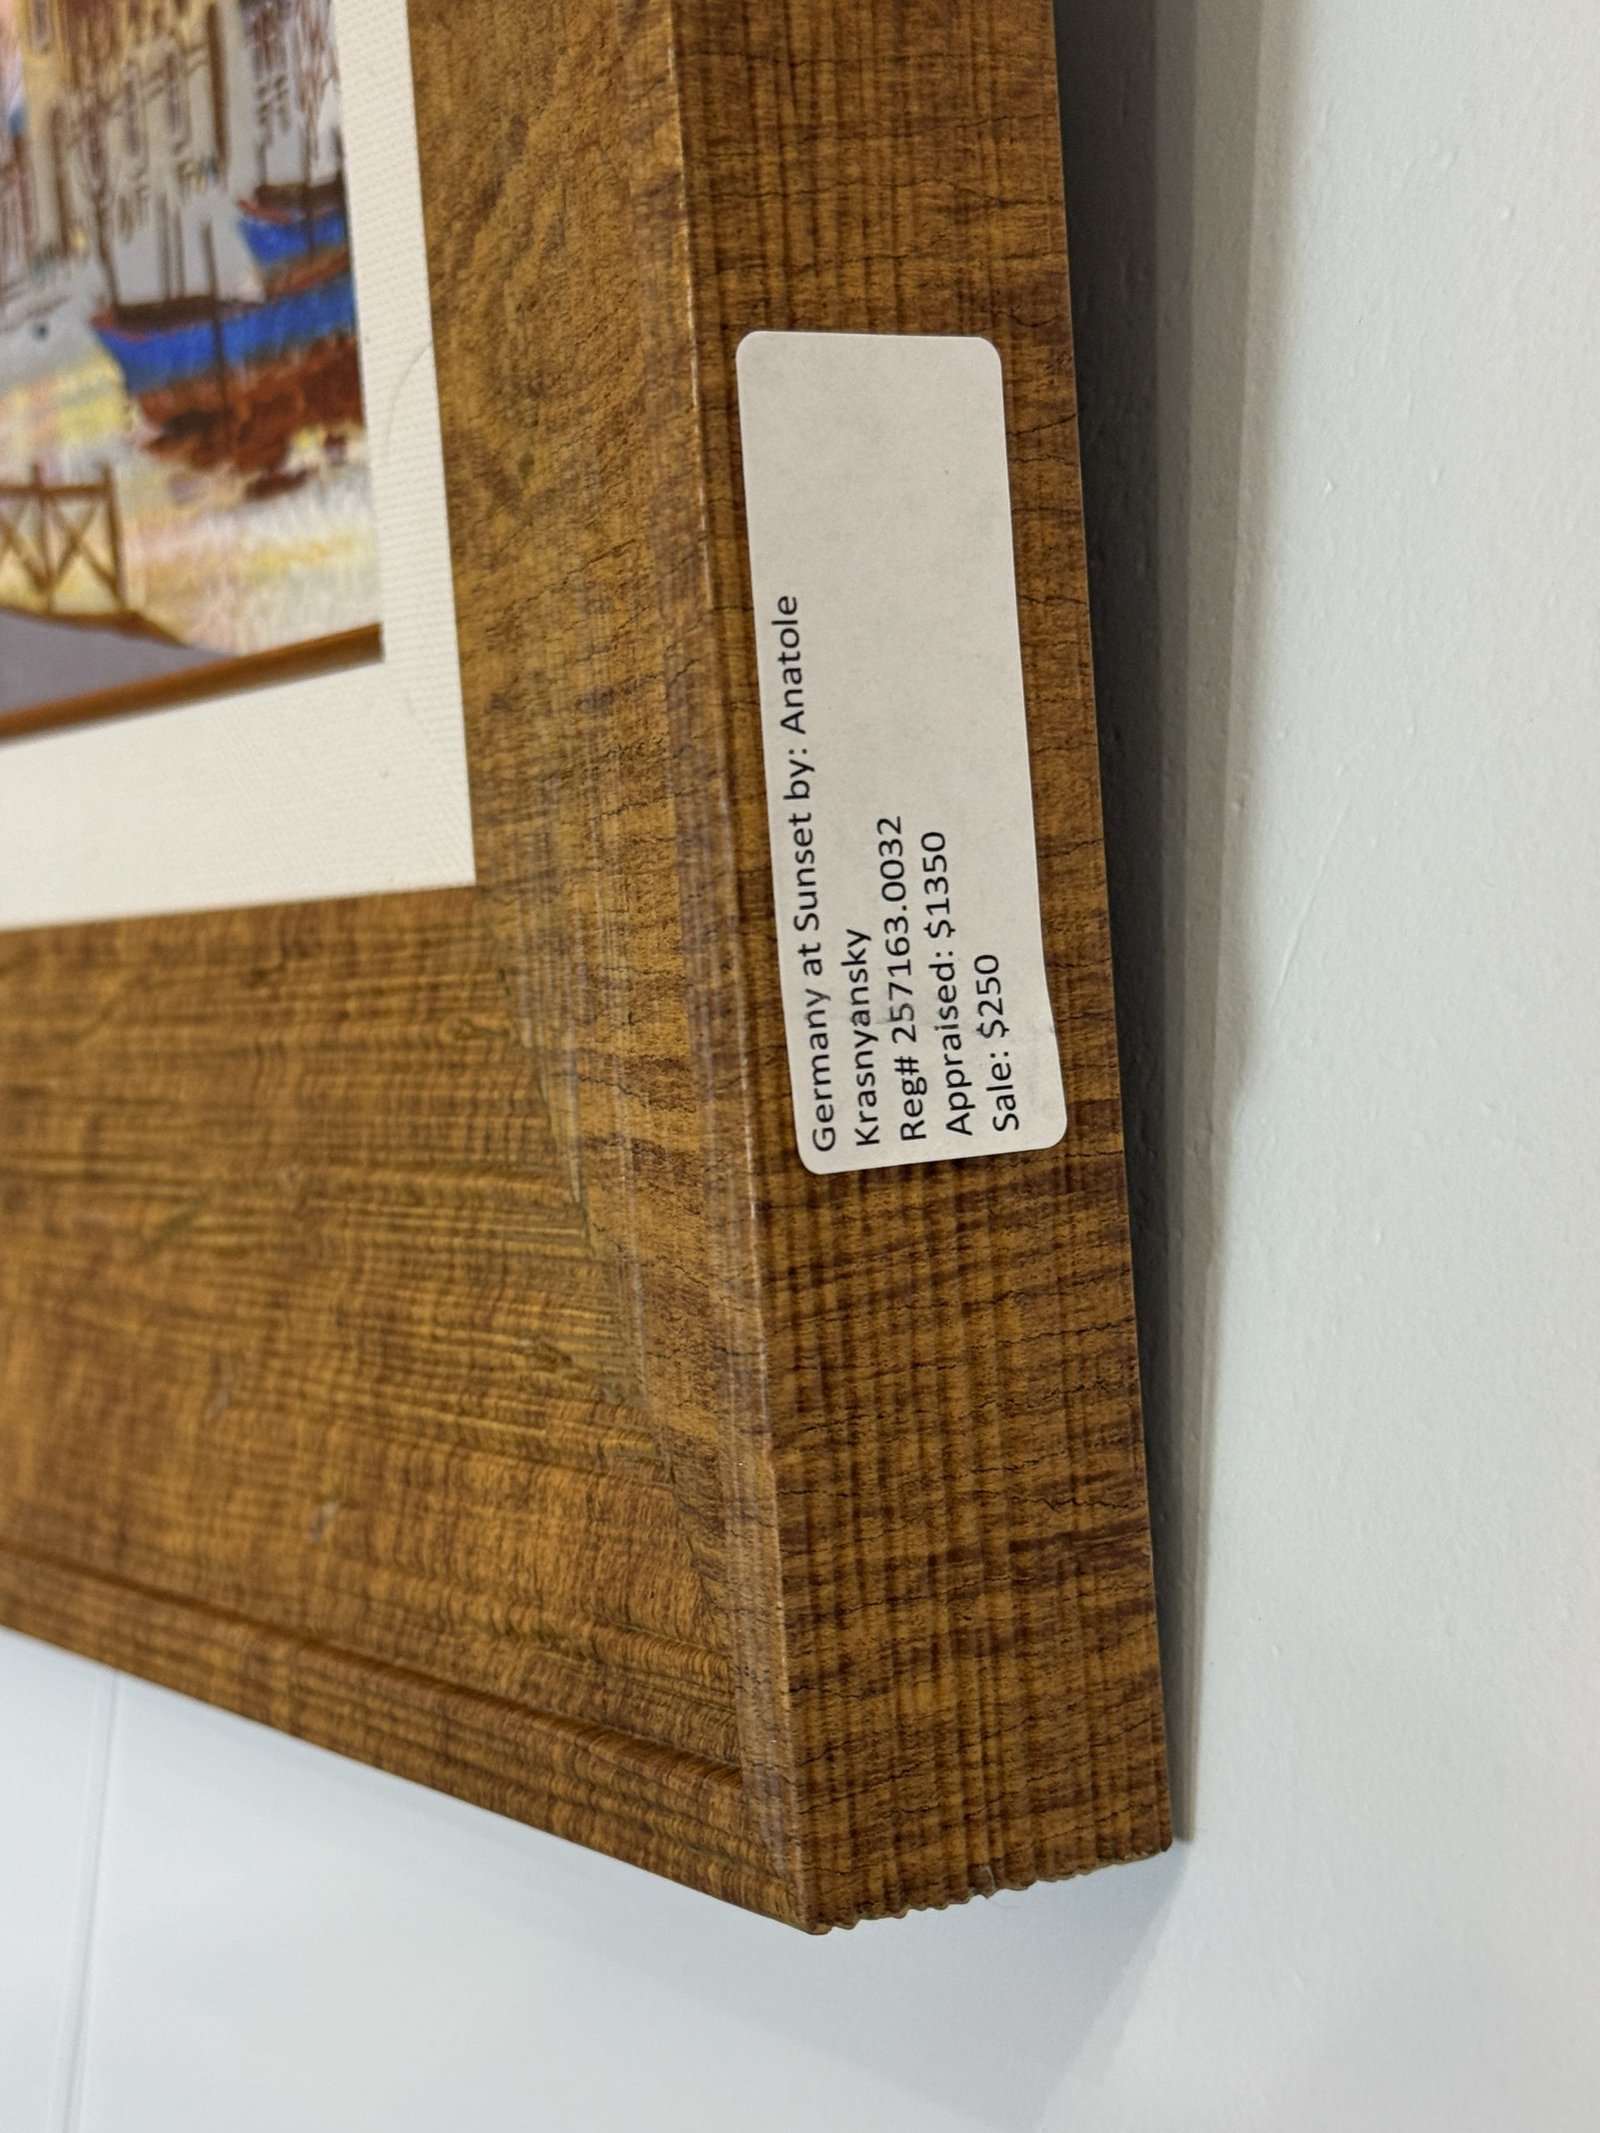 Germany at Sunset by: Anatole
Krasnyansky
Reg# 257163.0032
Appraised: $1350
Sale: $250